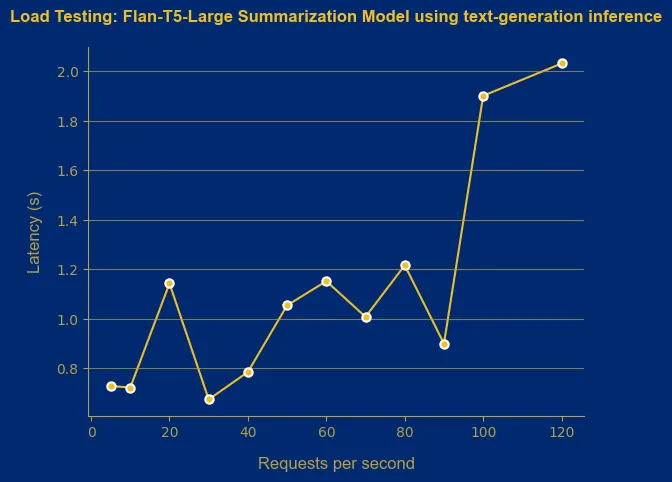 Load Testing: Flan-T5-Large Summarization Model using text-generation inference
2.0
1.8
1.6
1.4
1.2
1.0
0.8
Latency (s)
0 20 40 60 80 100 120
Requests per second